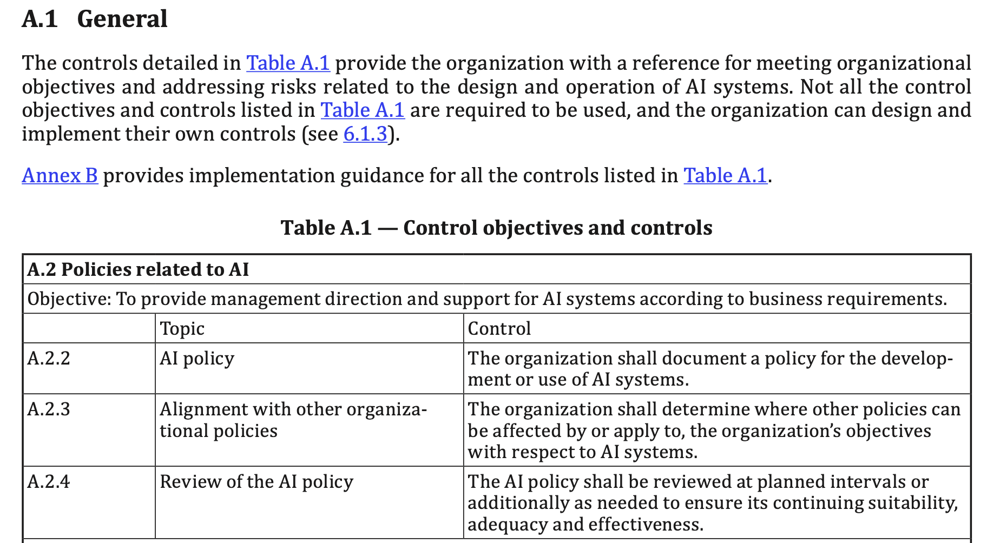 A.1 General
The controls detailed in Table A.1 provide the organization with a reference for meeting organizational
objectives and addressing risks related to the design and operation of AI systems. Not all the control
objectives and controls listed in Table A.1 are required to be used, and the organization can design and
implement their own controls (see 6.1.3).
Annex B provides implementation guidance for all the controls listed in Table A.1.
Table A.1 — Control objectives and controls
A.2 Policies related to AI
Objective: To provide management direction and support for AI systems according to business requirements.
Topic Control
A.2.2 AI policy The organization shall document a policy for the develop-
ment or use of AI systems.
A.2.3 Alignment with other organiza- The organization shall determine where other policies can
tional policies be affected by or apply to, the organization’s objectives
with respect to AI systems.
A.2.4 Review of the AI policy The AI policy shall be reviewed at planned intervals or
additionally as needed to ensure its continuing suitability,
adequacy and effectiveness.